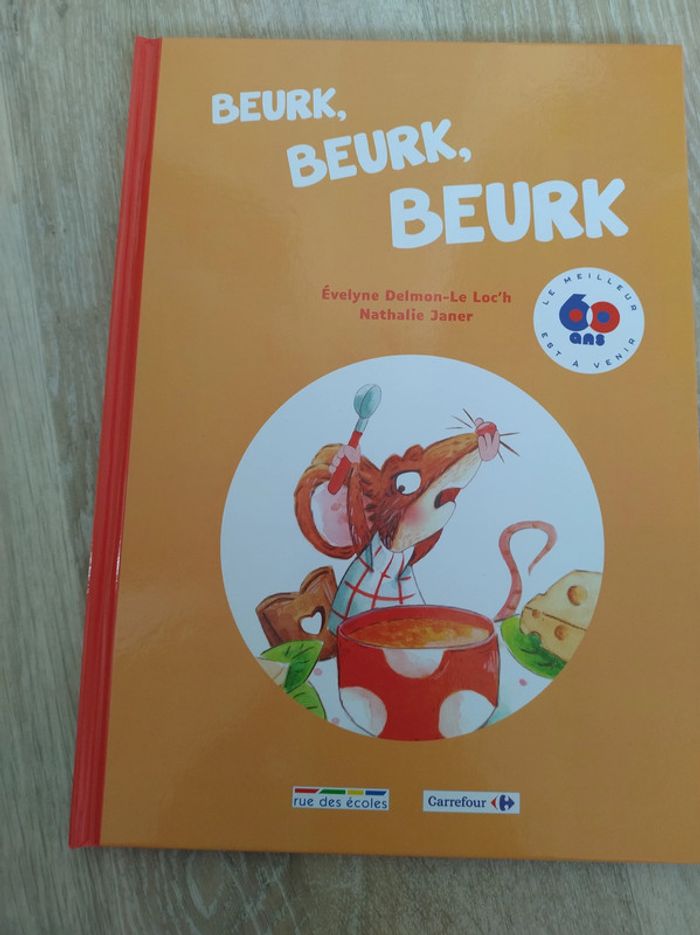 BEURK,
BEURK,
BEURK
Évelyne Delmon-Le Loc'h
Nathalie Janer
LE MEILLEUR
60
ans
EST À VENIR
rue des écoles
Carrefour